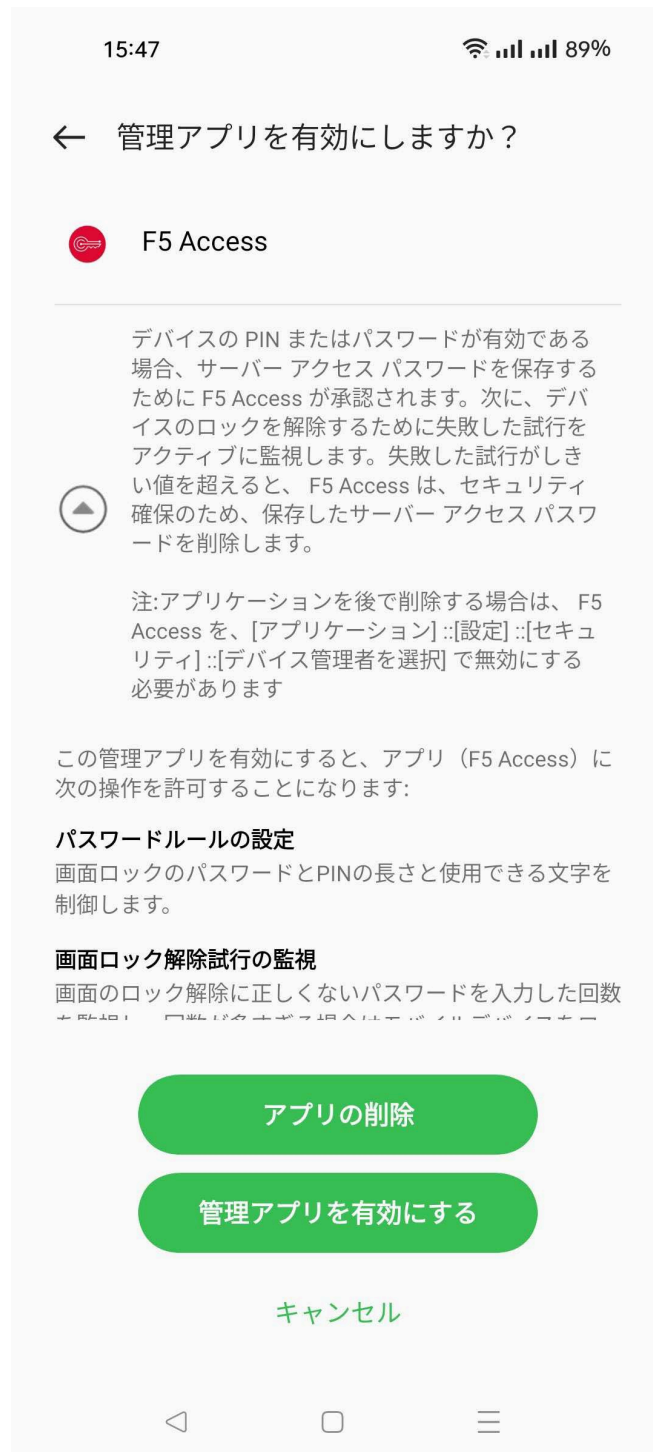 15:47
89%
管理アプリを有効にしますか？
F5 Access
デバイスの PIN またはパスワードが有効である
場合、サーバー アクセス パスワードを保存する
ために F5 Access が承認されます。次に、デバ
イスのロックを解除するために失敗した試行を
アクティブに監視します。失敗した試行がしき
い値を超えると、 F5 Access は、セキュリティ
確保のため、保存したサーバー アクセス パスワ
ードを削除します。
注:アプリケーションを後で削除する場合は、 F5
Access を、[アプリケーション] ::[設定] ::[セキュ
リティ] ::[デバイス管理者を選択] で無効にする
必要があります
この管理アプリを有効にすると、アプリ（F5 Access）に
次の操作を許可することになります:
パスワードルールの設定
画面ロックのパスワードとPINの長さと使用できる文字を
制御します。
画面ロック解除試行の監視
画面のロック解除に正しくないパスワードを入力した回数
アプリの削除
管理アプリを有効にする
キャンセル